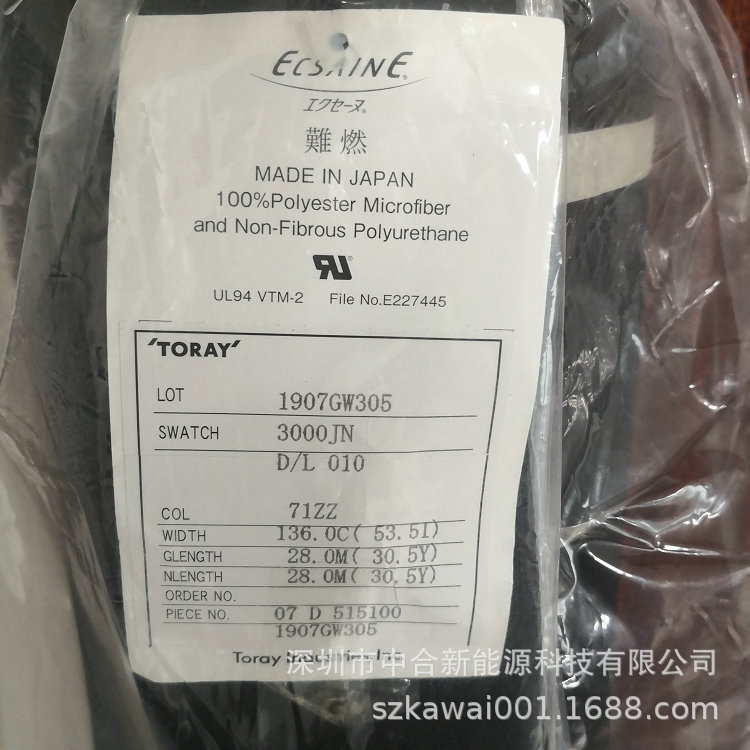 ECSAINE®
エクセーヌ®
難燃
MADE IN JAPAN
100%Polyester Microfiber
and Non-Fibrous Polyurethane
RU®
UL94 VTM-2 File No.E227445
'TORAY'
LOT 1907GW305
SWATCH 3000JN
D/L 010
COL 71ZZ
WIDTH 136.0C( 53.5I)
GLENGTH 28.0M( 30.5Y)
NLENGTH 28.0M( 30.5Y)
ORDER NO.
PIECE NO. 07 D 515100
1907GW305
Toray Industries, Inc.
深圳市中合新能源科技有限公司
szkawai001.1688.com